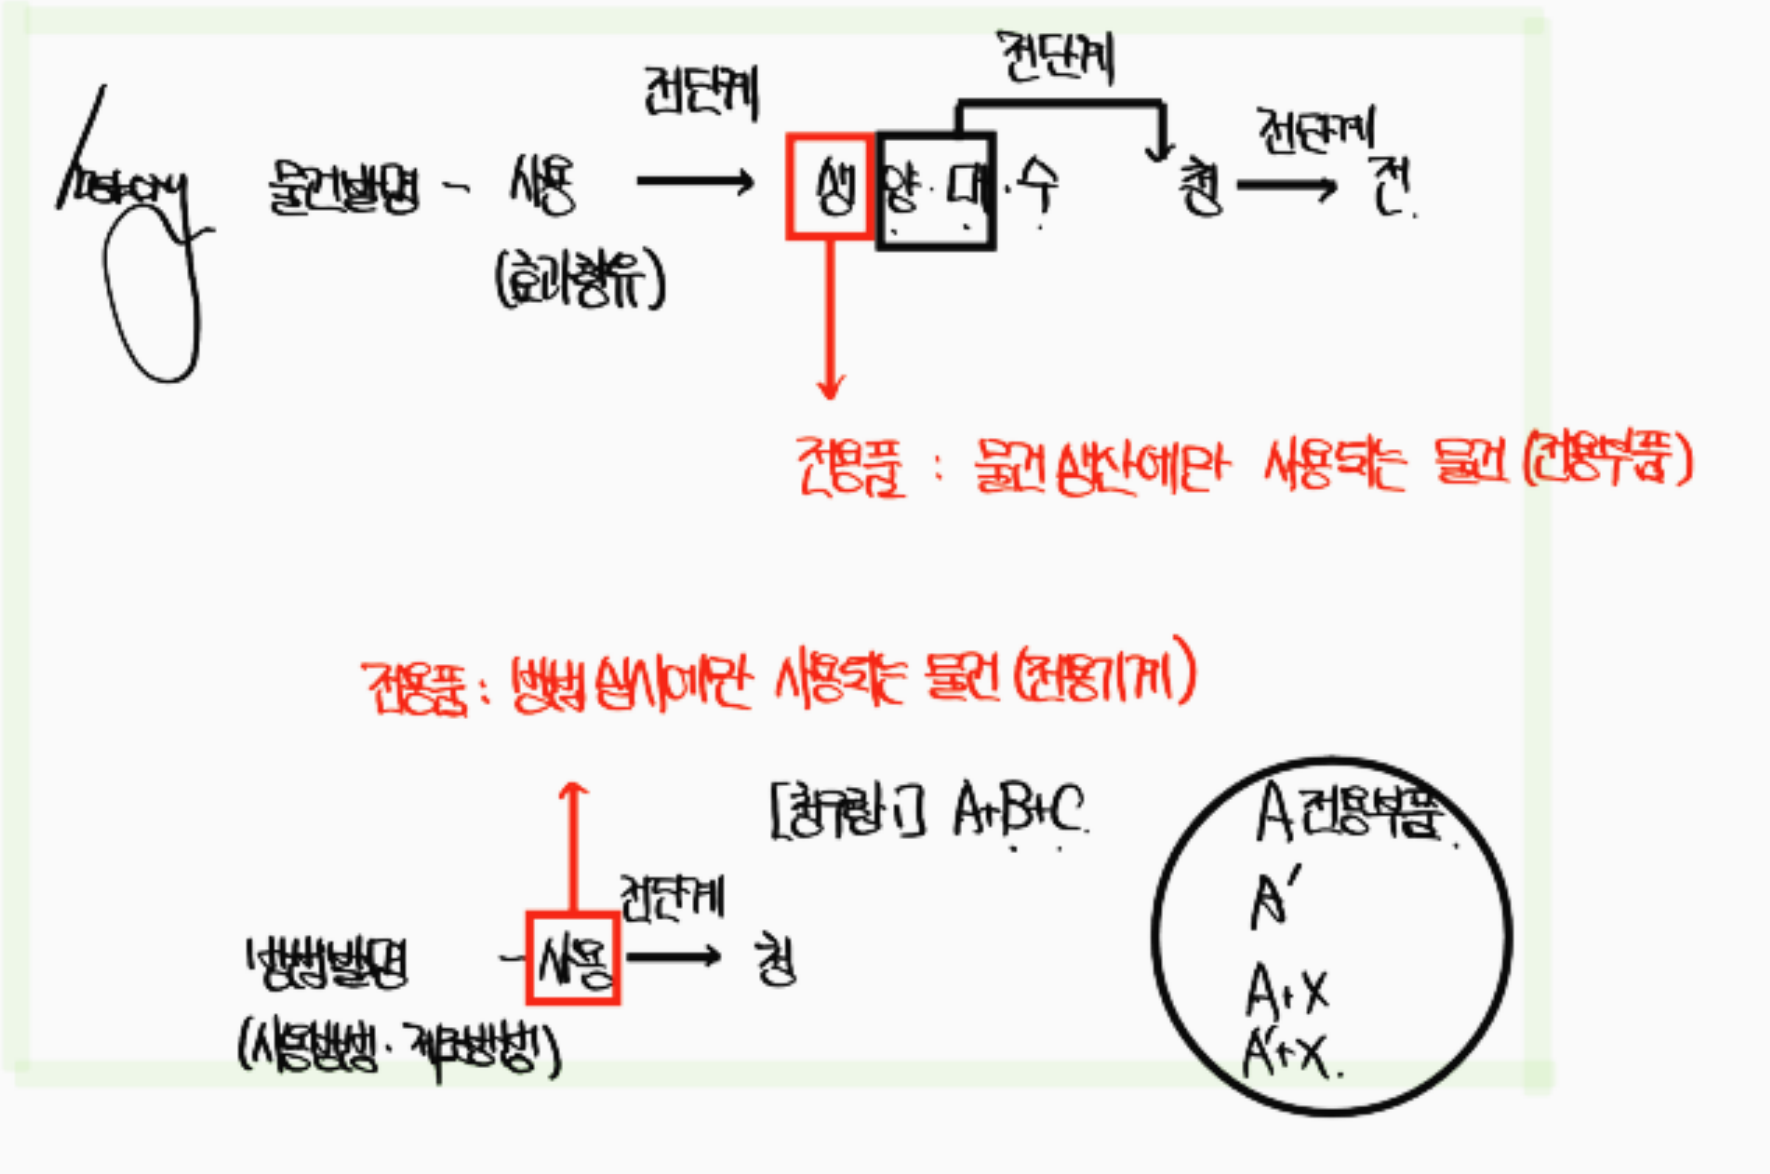 전단계
전단계 전단계
물건발명 - 사용 → 생 양·대·수 청 → 전.
(효과향유)
전용품 : 물건생산에만 사용되는 물건 (전용부품)
전용품 : 방법실시에만 사용되는 물건 (전용기계)
[청구항 1] A+B+C.
A 전용부품.
A'
전단계
방법발명 - 사용 → 청
A+X
(사용방법·제조방법)
A'+X.